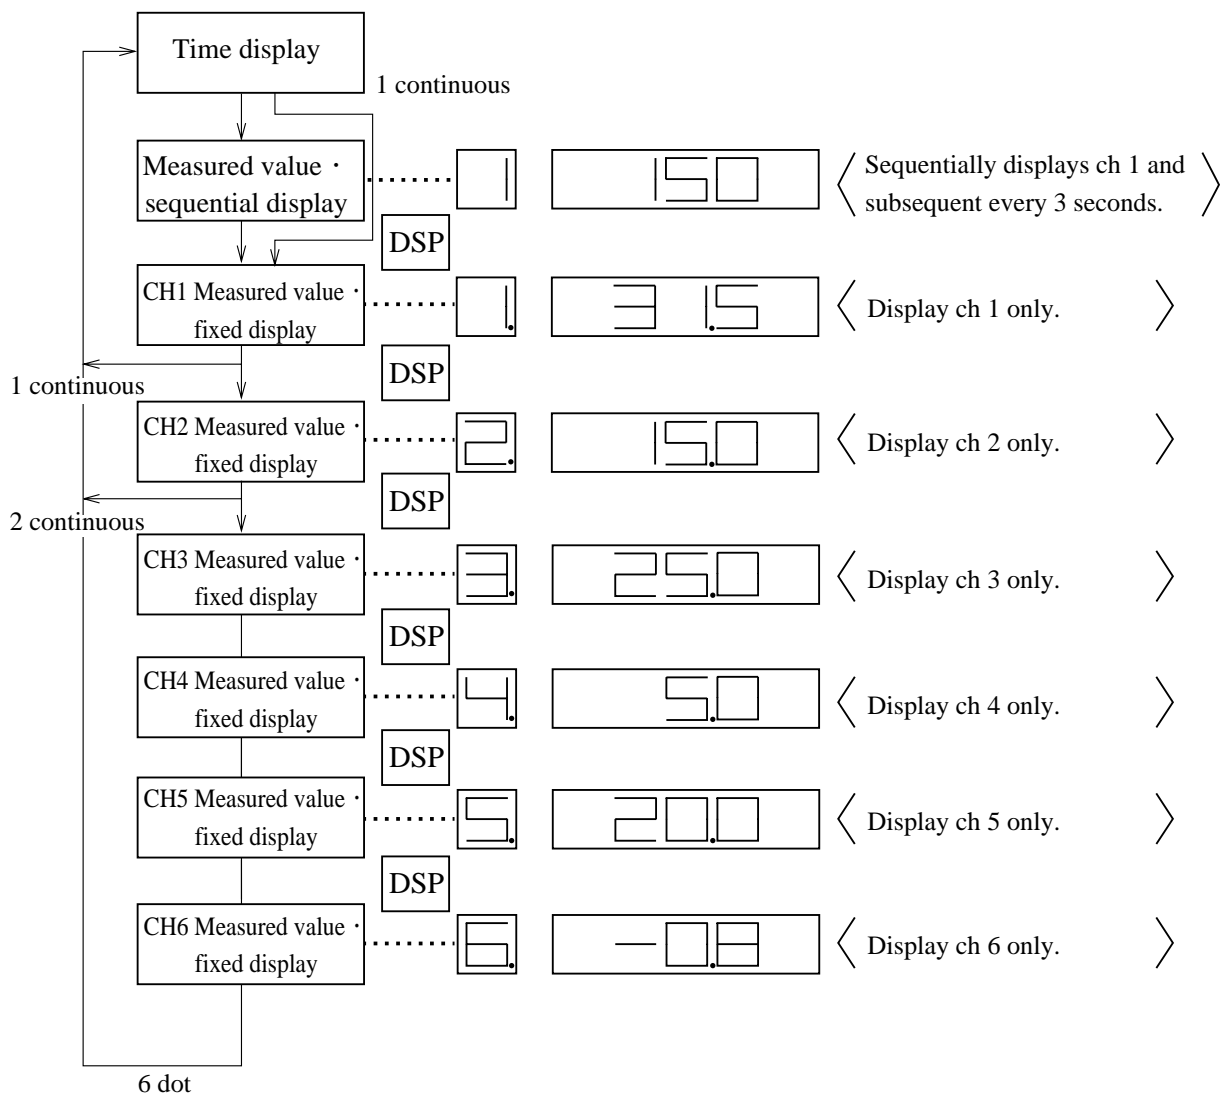 Time display
1 continuous
Measured value ·
sequential display
1
150
Sequentially displays ch 1 and
subsequent every 3 seconds.
DSP
CH1 Measured value ·
fixed display
1.
31.5
Display ch 1 only.
DSP
1 continuous
CH2 Measured value ·
fixed display
2.
15.0
Display ch 2 only.
DSP
2 continuous
CH3 Measured value ·
fixed display
3.
25.0
Display ch 3 only.
DSP
CH4 Measured value ·
fixed display
4.
5.0
Display ch 4 only.
DSP
CH5 Measured value ·
fixed display
5.
20.0
Display ch 5 only.
DSP
CH6 Measured value ·
fixed display
6.
-0.8
Display ch 6 only.
6 dot